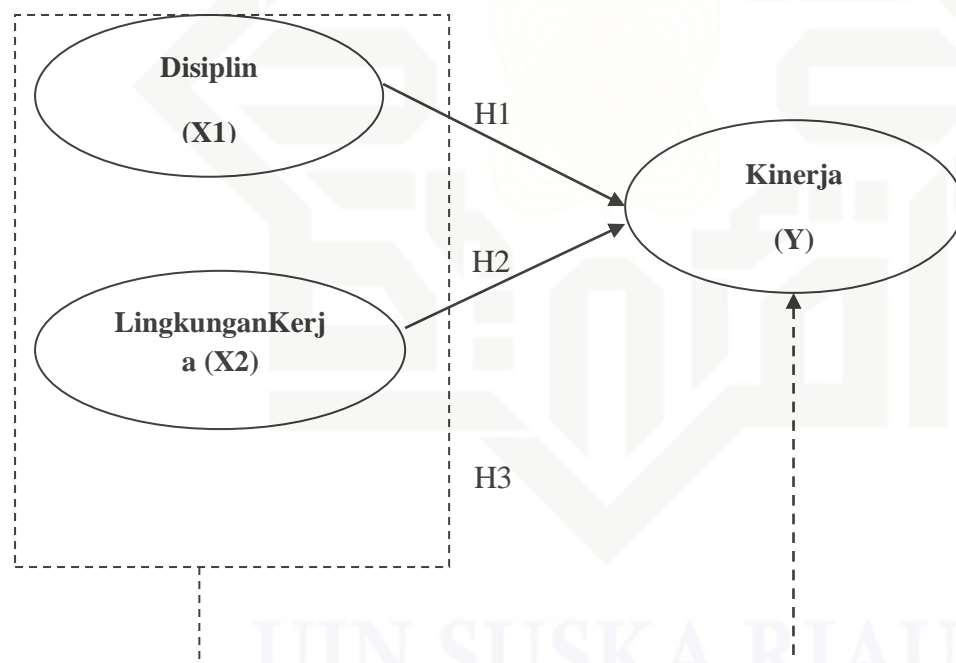 Disiplin
(X1)
H1
Kinerja
(Y)
H2
LingkunganKerj
a (X2)
H3
UIN SUSKA RIAU